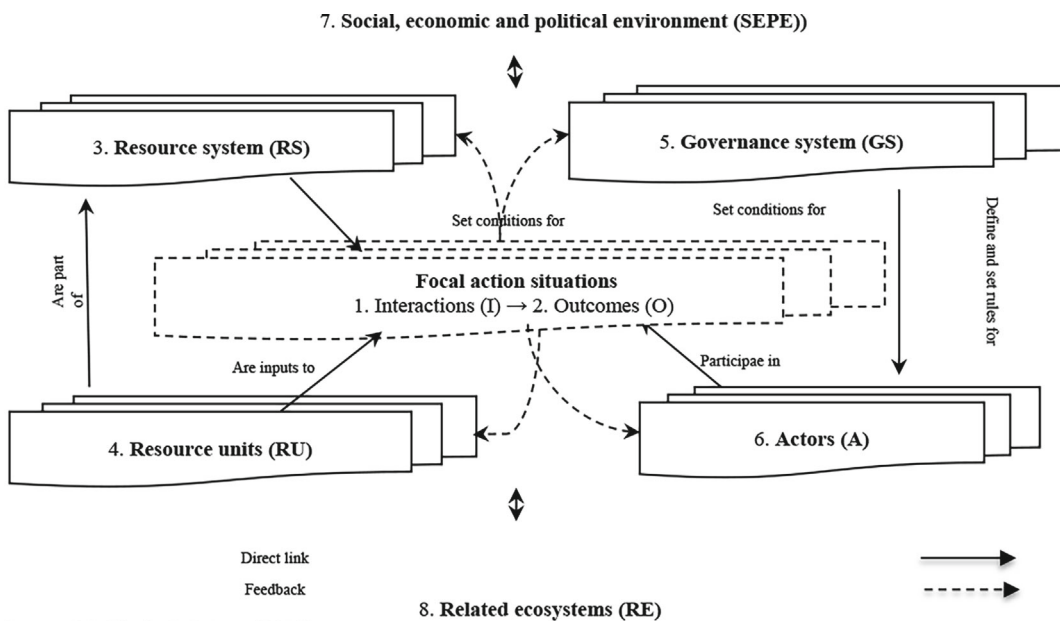 7. Social, economic and political environment (SEPE))
3. Resource system (RS)
5. Governance system (GS)
Set conditions for
Set conditions for
Define and set rules for
Are part
of
Focal action situations
1. Interactions (I) → 2. Outcomes (O)
Are inputs to
Participae in
4. Resource units (RU)
6. Actors (A)
Direct link
Feedback
8. Related ecosystems (RE)